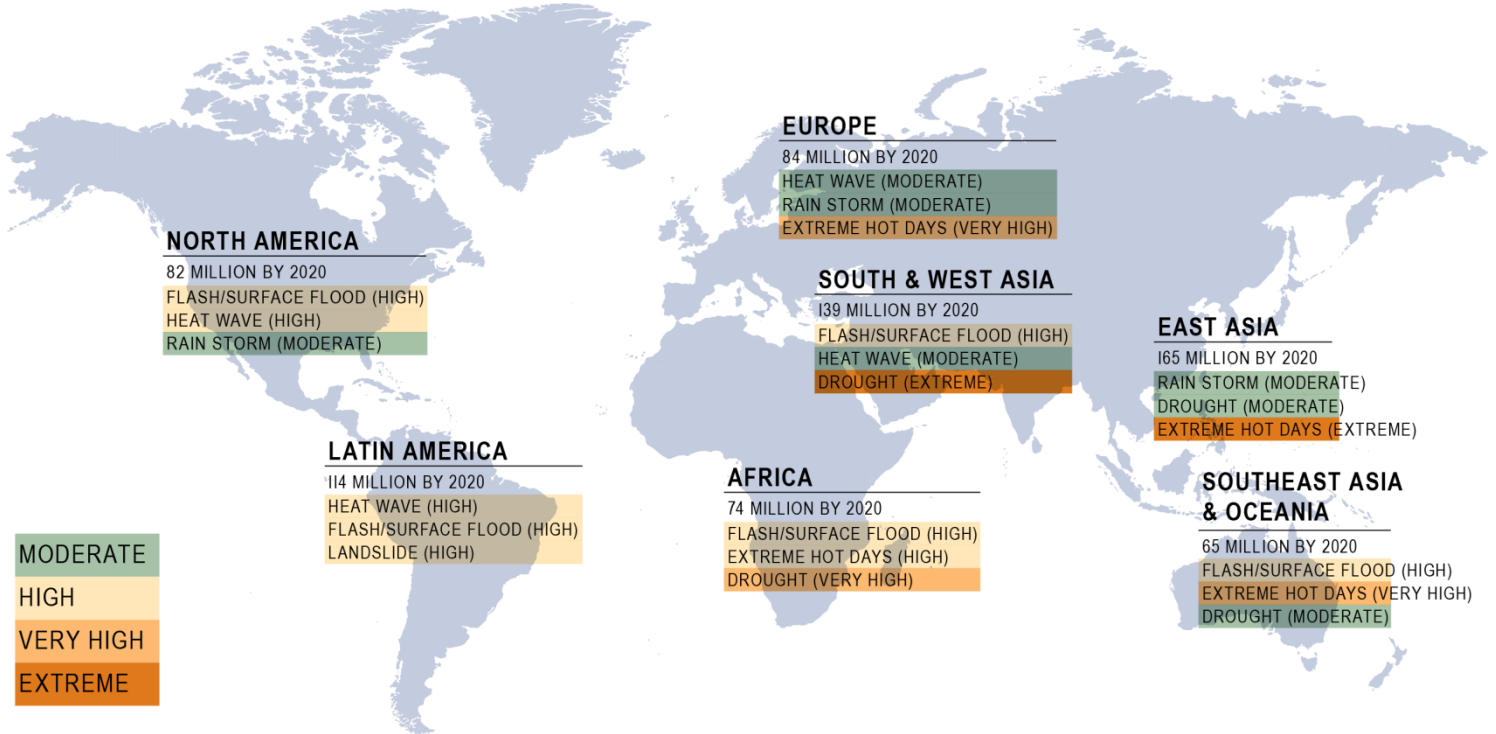 EUROPE
84 MILLION BY 2020
HEAT WAVE (MODERATE)
RAIN STORM (MODERATE)
EXTREME HOT DAYS (VERY HIGH)
NORTH AMERICA
82 MILLION BY 2020
FLASH/SURFACE FLOOD (HIGH)
HEAT WAVE (HIGH)
RAIN STORM (MODERATE)
SOUTH & WEST ASIA
I39 MILLION BY 2020
FLASH/SURFACE FLOOD (HIGH)
HEAT WAVE (MODERATE)
DROUGHT (EXTREME)
EAST ASIA
I65 MILLION BY 2020
RAIN STORM (MODERATE)
DROUGHT (MODERATE)
EXTREME HOT DAYS (EXTREME)
LATIN AMERICA
II4 MILLION BY 2020
HEAT WAVE (HIGH)
FLASH/SURFACE FLOOD (HIGH)
LANDSLIDE (HIGH)
AFRICA
74 MILLION BY 2020
FLASH/SURFACE FLOOD (HIGH)
EXTREME HOT DAYS (HIGH)
DROUGHT (VERY HIGH)
SOUTHEAST ASIA
& OCEANIA
65 MILLION BY 2020
FLASH/SURFACE FLOOD (HIGH)
EXTREME HOT DAYS (VERY HIGH)
DROUGHT (MODERATE)
MODERATE
HIGH
VERY HIGH
EXTREME